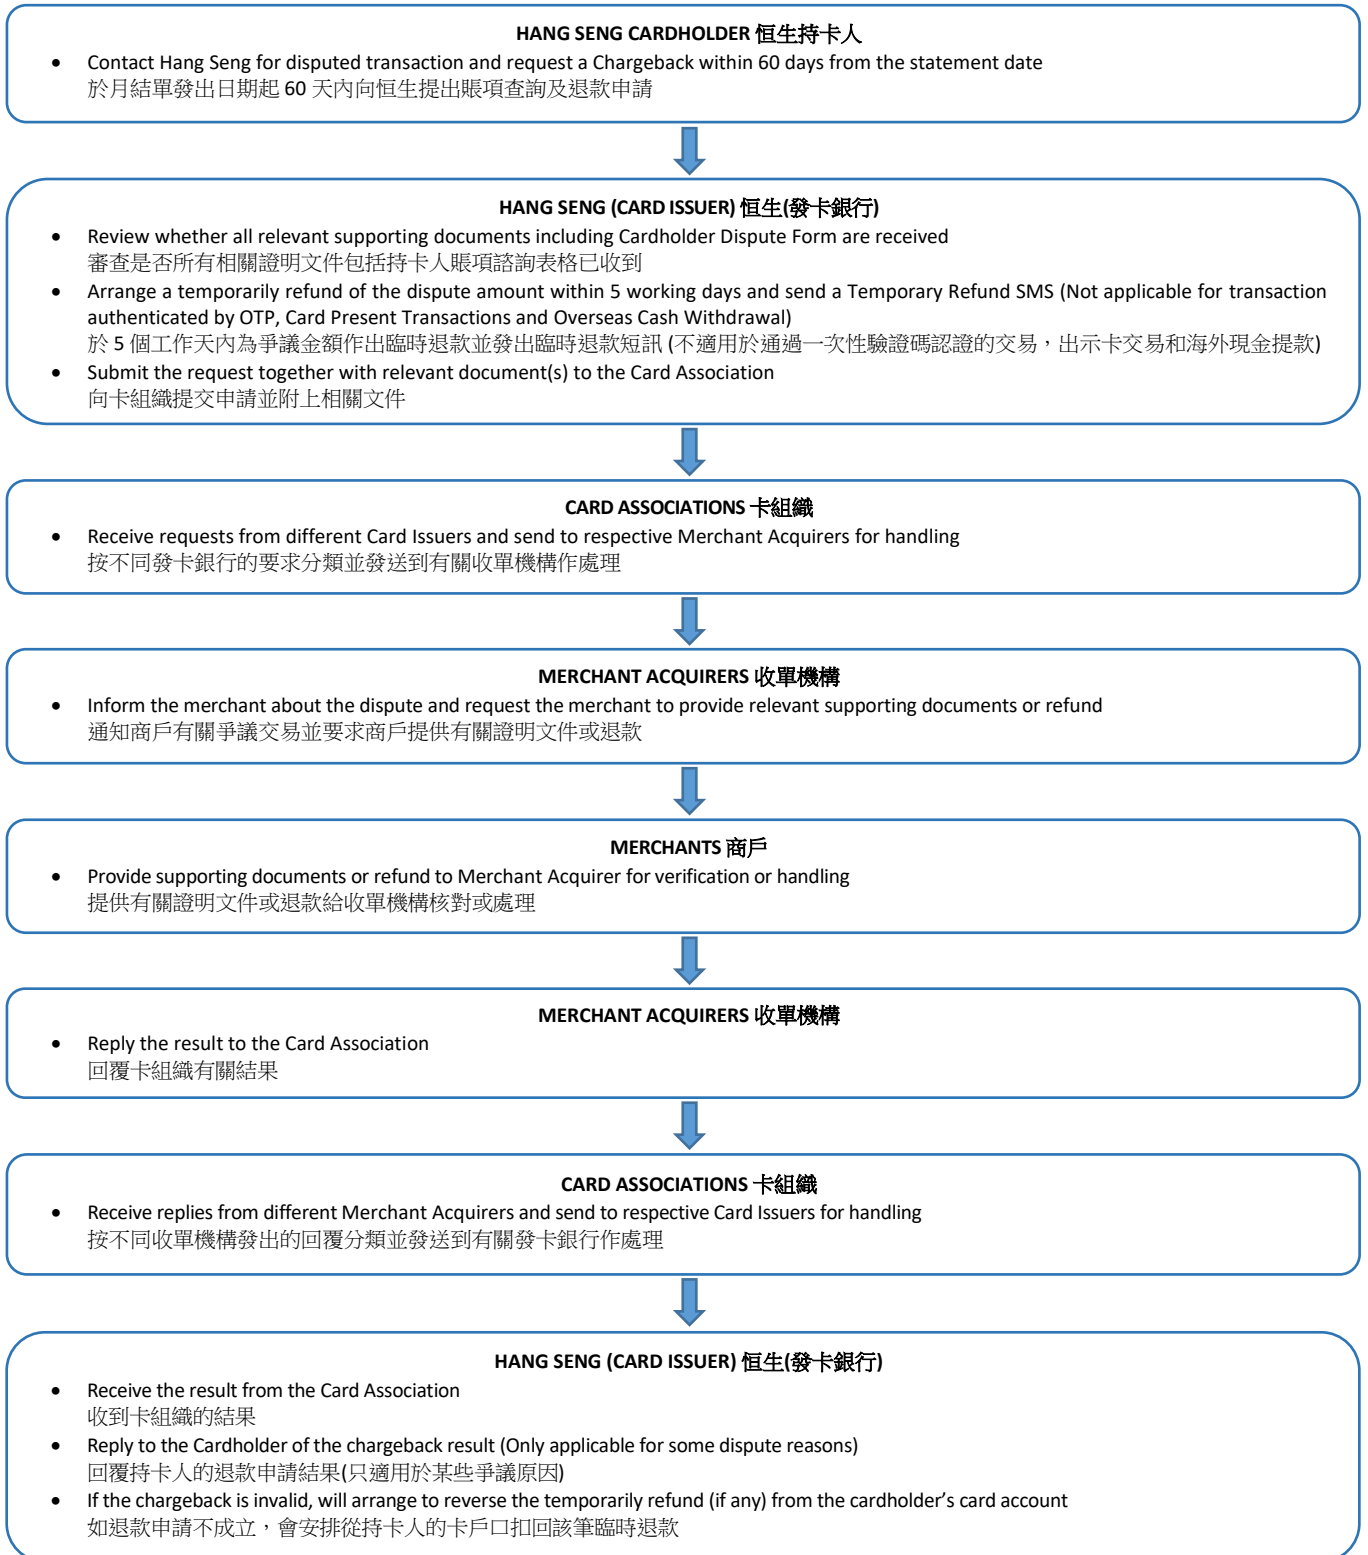 HANG SENG CARDHOLDER 恒生持卡人
• Contact Hang Seng for disputed transaction and request a Chargeback within 60 days from the statement date
於月結單發出日期起 60 天內向恒生提出賬項查詢及退款申請
HANG SENG (CARD ISSUER) 恒生(發卡銀行)
• Review whether all relevant supporting documents including Cardholder Dispute Form are received
審查是否所有相關證明文件包括持卡人賬項諮詢表格已收到
• Arrange a temporarily refund of the dispute amount within 5 working days and send a Temporary Refund SMS (Not applicable for transaction
authenticated by OTP, Card Present Transactions and Overseas Cash Withdrawal)
於 5 個工作天內為爭議金額作出臨時退款並發出臨時退款短訊 (不適用於通過一次性驗證碼認證的交易，出示卡交易和海外現金提款)
• Submit the request together with relevant document(s) to the Card Association
向卡組織提交申請並附上相關文件
CARD ASSOCIATIONS 卡組織
• Receive requests from different Card Issuers and send to respective Merchant Acquirers for handling
按不同發卡銀行的要求分類並發送到有關收單機構作處理
MERCHANT ACQUIRERS 收單機構
• Inform the merchant about the dispute and request the merchant to provide relevant supporting documents or refund
通知商戶有關爭議交易並要求商戶提供有關證明文件或退款
MERCHANTS 商戶
• Provide supporting documents or refund to Merchant Acquirer for verification or handling
提供有關證明文件或退款給收單機構核對或處理
MERCHANT ACQUIRERS 收單機構
• Reply the result to the Card Association
回覆卡組織有關結果
CARD ASSOCIATIONS 卡組織
• Receive replies from different Merchant Acquirers and send to respective Card Issuers for handling
按不同收單機構發出的回覆分類並發送到有關發卡銀行作處理
HANG SENG (CARD ISSUER) 恒生(發卡銀行)
• Receive the result from the Card Association
收到卡組織的結果
• Reply to the Cardholder of the chargeback result (Only applicable for some dispute reasons)
回覆持卡人的退款申請結果(只適用於某些爭議原因)
• If the chargeback is invalid, will arrange to reverse the temporarily refund (if any) from the cardholder’s card account
如退款申請不成立，會安排從持卡人的卡戶口扣回該筆臨時退款